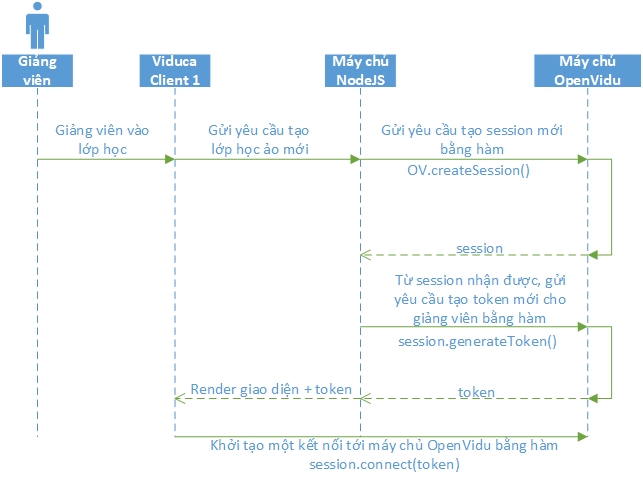 Giảng
viên
Viduca
Client 1
Máy chủ
NodeJS
Máy chủ
OpenVidu
Giảng viên vào
lớp học
Gửi yêu cầu tạo
lớp học ảo mới
Gửi yêu cầu tạo session mới
bằng hàm
OV.createSession()
session
Từ session nhận được, gửi
yêu cầu tạo token mới cho
giảng viên bằng hàm
session.generateToken()
Render giao diện + token
token
Khởi tạo một kết nối tới máy chủ OpenVidu bằng hàm
session.connect(token)